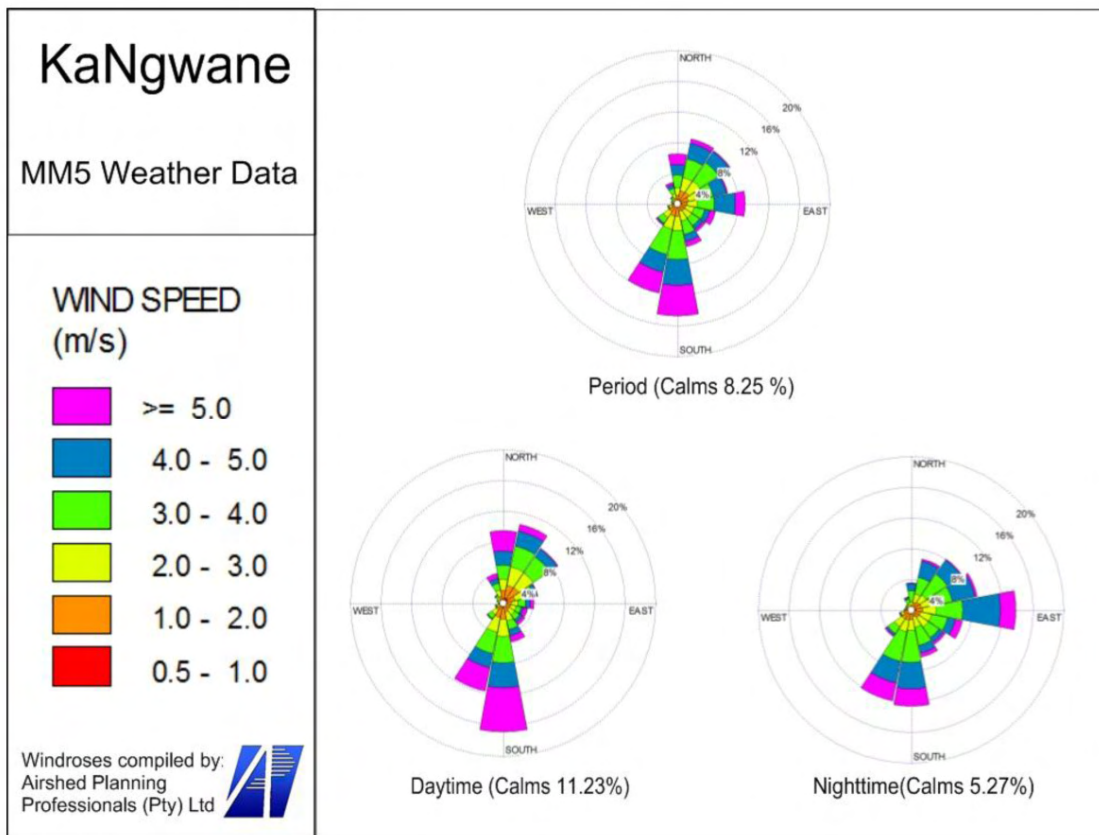 KaNgwane
MM5 Weather Data
WIND SPEED
(m/s)
>= 5.0
4.0 - 5.0
3.0 - 4.0
2.0 - 3.0
1.0 - 2.0
0.5 - 1.0
Windroses compiled by:
Airshed Planning
Professionals (Pty) Ltd
NORTH
20%
16%
12%
8%
4%
WEST
EAST
SOUTH
Period (Calms 8.25 %)
NORTH
20%
16%
12%
8%
4%
WEST
EAST
SOUTH
Daytime (Calms 11.23%)
NORTH
20%
16%
12%
8%
4%
WEST
EAST
SOUTH
Nighttime(Calms 5.27%)